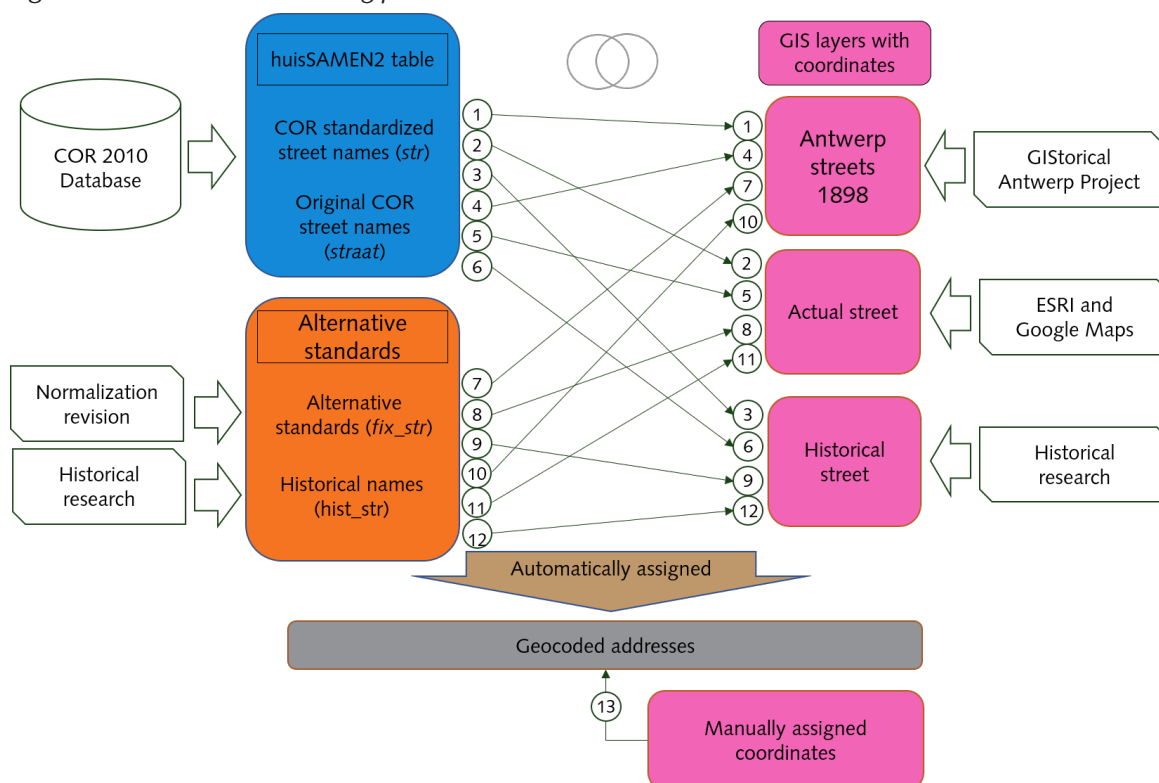 huisSAMEN2 table
COR standardized
street names (str)
Original COR
street names
(straat)
COR 2010
Database
1
2
3
4
5
6
GIS layers with
coordinates
1
4
7
10
Antwerp
streets
1898
GIStorical
Antwerp Project
2
5
8
11
Actual street
ESRI and
Google Maps
3
6
9
12
Historical
street
Historical
research
Alternative
standards
Alternative
standards (fix_str)
Historical names
(hist_str)
Normalization
revision
Historical
research
7
8
9
10
11
12
Automatically assigned
Geocoded addresses
13
Manually assigned
coordinates